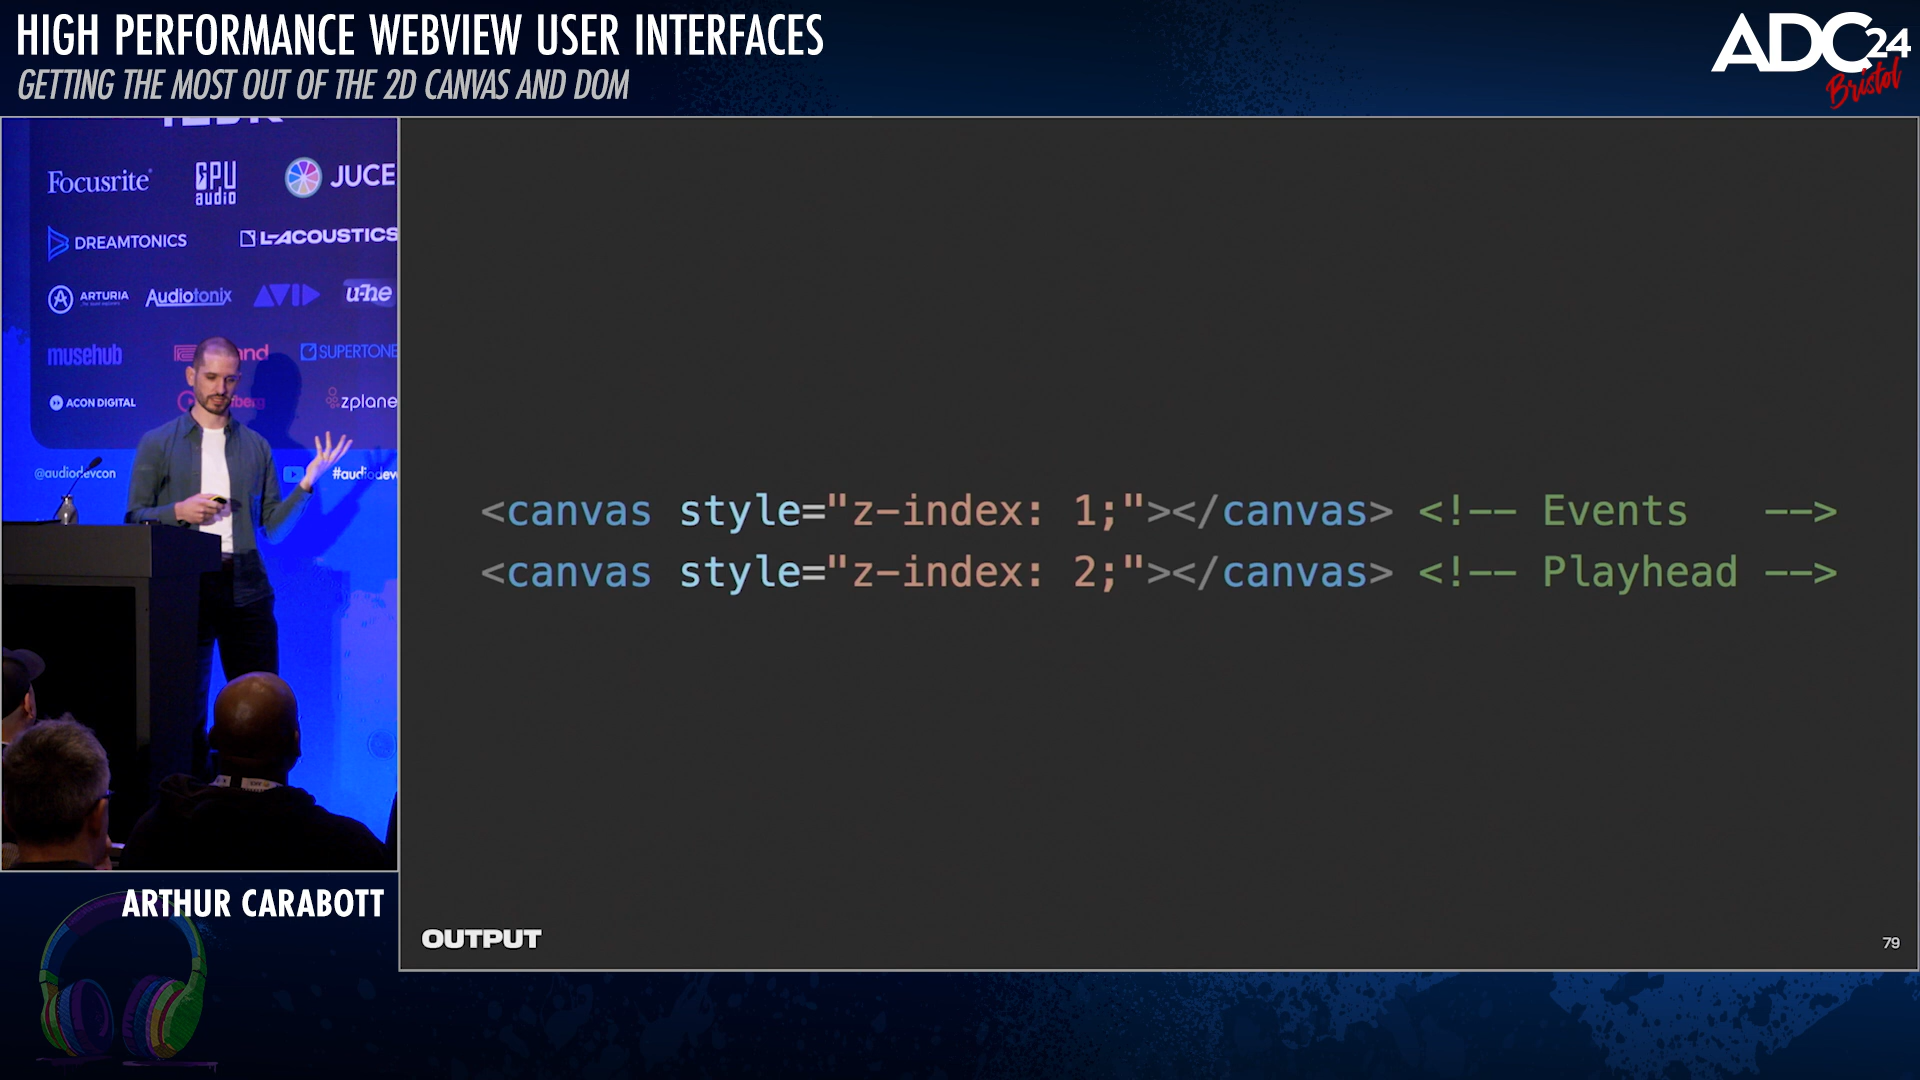 HIGH PERFORMANCE WEBVIEW USER INTERFACES
GETTING THE MOST OUT OF THE 2D CANVAS AND DOM
ADC24
Bristol
Focusrite
GPU audio
JUCE
DREAMTONICS
L-ACOUSTICS
ARTURIA
Audiotonix
AVID
u-he
musehub
SUPERTONE
ACON DIGITAL
zplane
@audiodevcon
#audiodev
<canvas style="z-index: 1;"></canvas> <!-- Events   -->
<canvas style="z-index: 2;"></canvas> <!-- Playhead -->
OUTPUT
79
ARTHUR CARABOTT